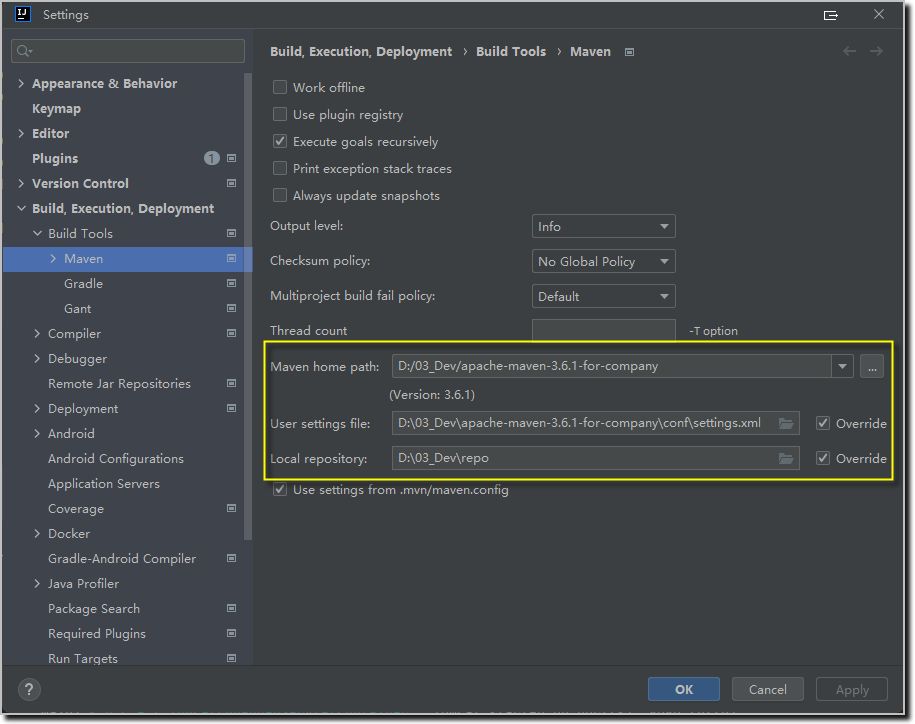 Settings
Build, Execution, Deployment › Build Tools › Maven
Appearance & Behavior
Keymap
Editor
Plugins 1
Version Control
Build, Execution, Deployment
Build Tools
Maven
Gradle
Gant
Compiler
Debugger
Remote Jar Repositories
Deployment
Android
Android Configurations
Application Servers
Coverage
Docker
Gradle-Android Compiler
Java Profiler
Package Search
Required Plugins
Run Targets
Work offline
Use plugin registry
Execute goals recursively
Print exception stack traces
Always update snapshots
Output level: Info
Checksum policy: No Global Policy
Multiproject build fail policy: Default
Thread count -T option
Maven home path: D:/03_Dev/apache-maven-3.6.1-for-company ...
(Version: 3.6.1)
User settings file: D:\03_Dev\apache-maven-3.6.1-for-company\conf\settings.xml Override
Local repository: D:\03_Dev\repo Override
Use settings from .mvn/maven.config
? OK Cancel Apply